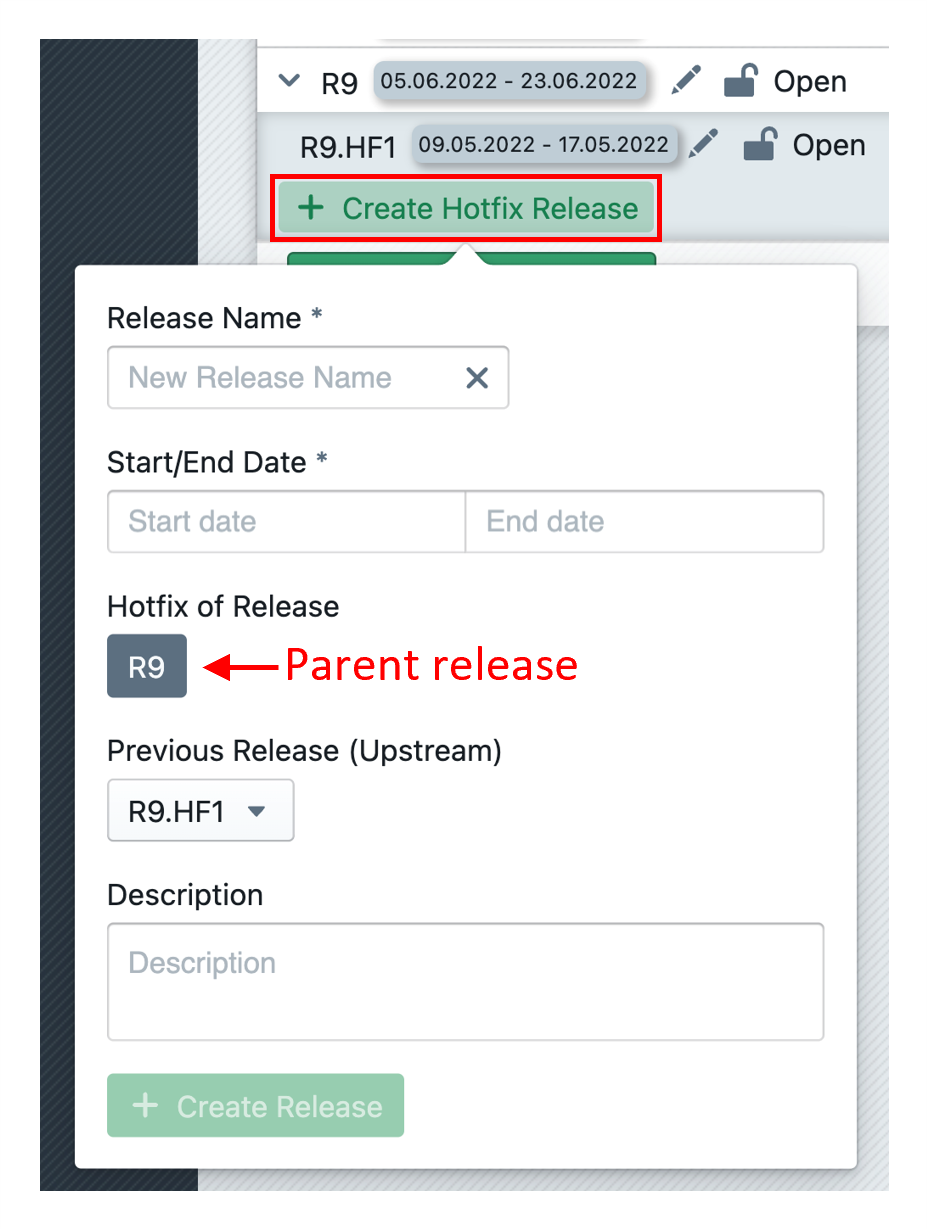 R9 05.06.2022 - 23.06.2022 Open
R9.HF1 09.05.2022 - 17.05.2022 Open
+ Create Hotfix Release
Release Name *
New Release Name
Start/End Date *
Start date End date
Hotfix of Release
R9 Parent release
Previous Release (Upstream)
R9.HF1
Description
Description
+ Create Release